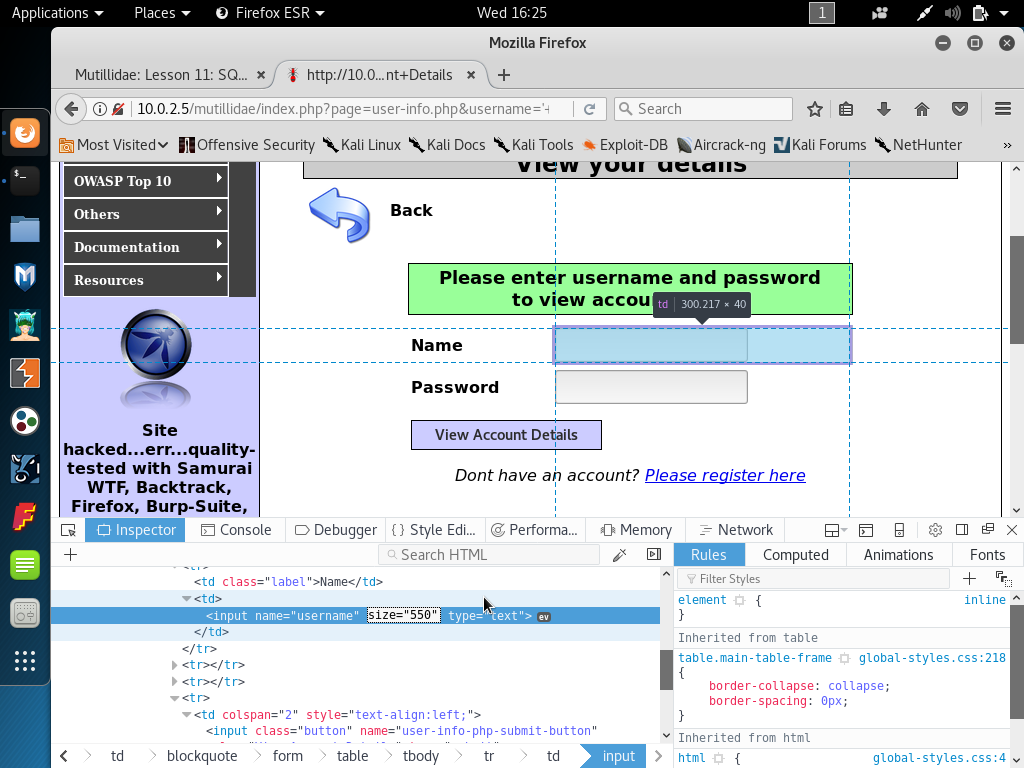 Applications Places Firefox ESR Wed 16:25 1
Mozilla Firefox
Mutillidae: Lesson 11: SQ... × http://10.0...nt+Details ×
10.0.2.5/mutillidae/index.php?page=user-info.php&username='+ Search
Most Visited Offensive Security Kali Linux Kali Docs Kali Tools Exploit-DB Aircrack-ng Kali Forums NetHunter »
View your details
OWASP Top 10
Others
Documentation
Resources
Back
Please enter username and password
to view accou
td 300.217 × 40
Name
Password
View Account Details
Dont have an account? Please register here
Site
hacked...err...quality-
tested with Samurai
WTF, Backtrack,
Firefox, Burp-Suite,
Inspector Console Debugger Style Edi... Performa... Memory Network
Search HTML
<td class="label">Name</td>
<td>
<input name="username" size="550" type="text"> ev
</td>
</tr>
<tr></tr>
<tr></tr>
<tr>
<td colspan="2" style="text-align:left;">
<input class="button" name="user-info-php-submit-button"
td blockquote form table tbody tr td input
Rules Computed Animations Fonts
Filter Styles
element { inline
}
Inherited from table
table.main-table-frame global-styles.css:218
{
border-collapse: collapse;
border-spacing: 0px;
}
Inherited from html
html { global-styles.css:4